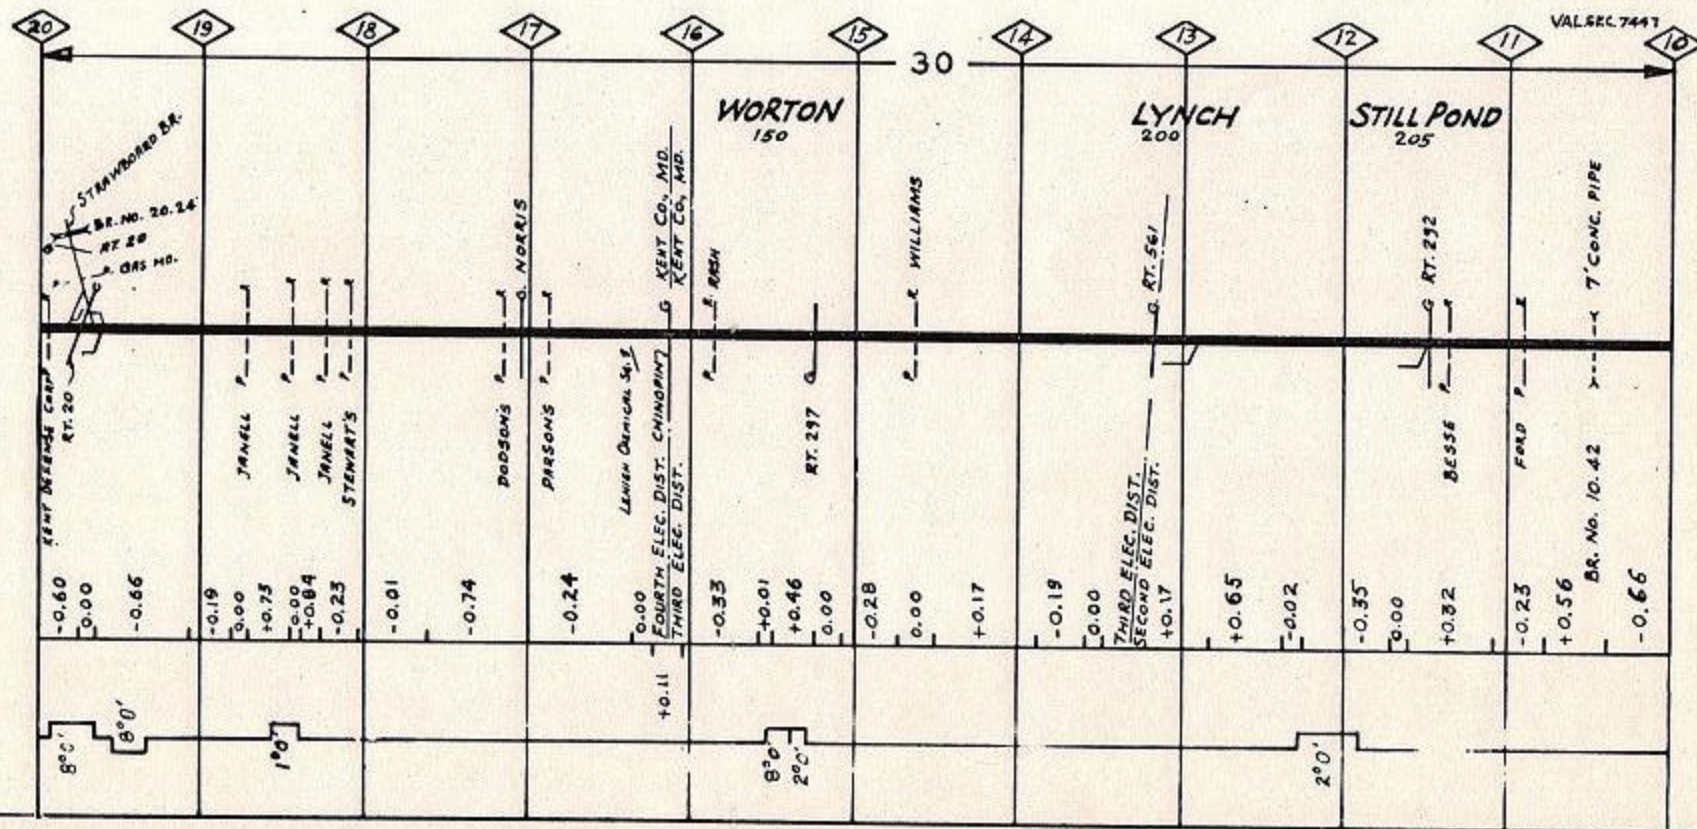 VAL.SEC. 7447
20
19
18
17
16
15
14
13
12
11
10
30
WORTON
150
LYNCH
200
STILL POND
205
STRAWBOARD BR.
BR. NO. 20.24
RT. 20
P. GAS MD.
G. NORRIS
KENT CO., MD.
KENT CO., MD.
R. RASH
R WILLIAMS
G. RT. 561
G RT. 292
7' CONC. PIPE
KENT DEFENSE CORP. P
RT. 20
JANELL P
JANELL P
JANELL P
STEWART'S P
DODSON'S P
PARSON'S P
FOURTH ELEC. DIST. CHINQPIN
THIRD ELEC. DIST.
P
RT. 297 G
P
THIRD ELEC. DIST.
SECOND ELEC. DIST.
BESSE P
FORD P
BR. No. 10.42
-0.60
0.00
-0.66
-0.19
0.00
+0.73
0.00
+0.84
-0.23
-0.01
-0.74
-0.24
0.00
+0.11
-0.33
+0.01
+0.46
0.00
-0.28
0.00
+0.17
-0.19
0.00
+0.17
+0.65
-0.02
-0.35
0.00
+0.32
-0.23
+0.56
-0.66
8°0'
8°0'
1°0'
8°0'
2°0'
2°0'